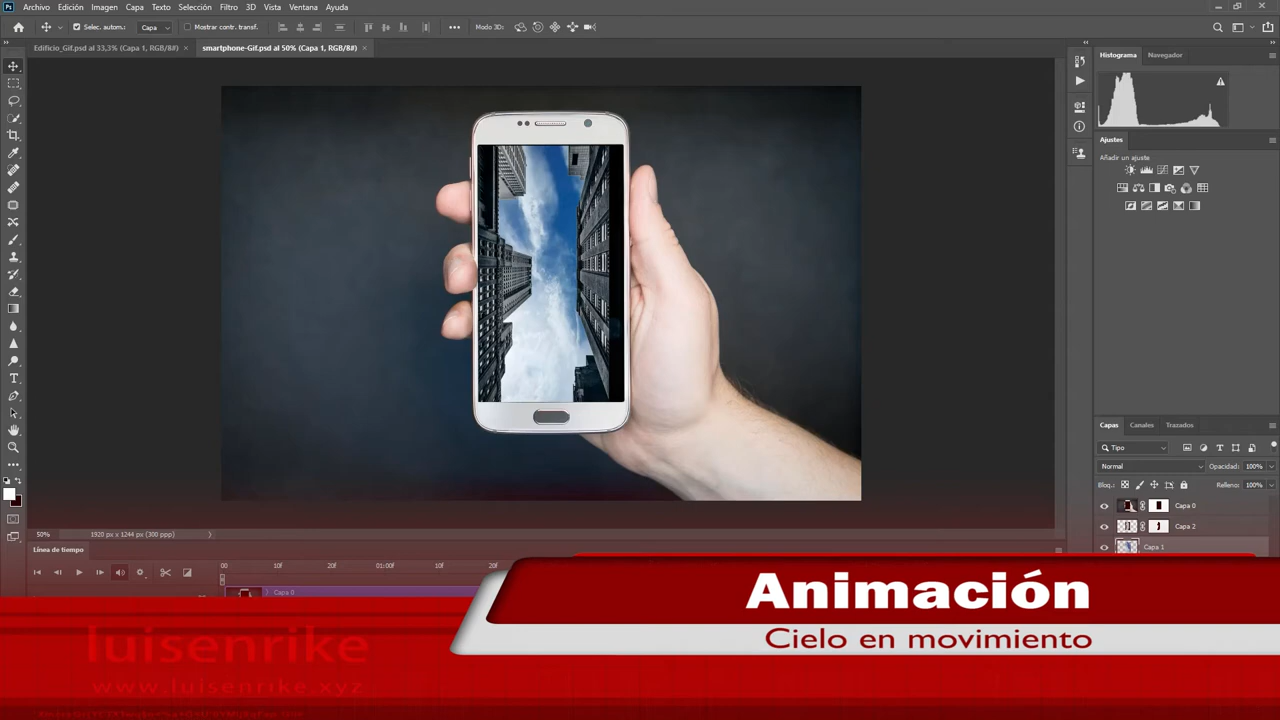 Ps Archivo Edición Imagen Capa Texto Selección Filtro 3D Vista Ventana Ayuda
Selec. autom.: Capa Mostrar contr. transf. Modo 3D:
Edificio_Gif.psd al 33,3% (Capa 1, RGB/8#) smartphone-Gif.psd al 50% (Capa 1, RGB/8#)
Histograma Navegador
Ajustes
Añadir un ajuste
Capas Canales Trazados
Tipo
Normal Opacidad: 100%
Bloq.: Relleno: 100%
Capa 0
Capa 2
Capa 1
50% 1920 px x 1244 px (300 ppp)
Línea de tiempo
00 10f 20f 01:00f 10f 20f
Capa 0
Animación
Cielo en movimiento
luisenrike
www.luisenrike.xyz